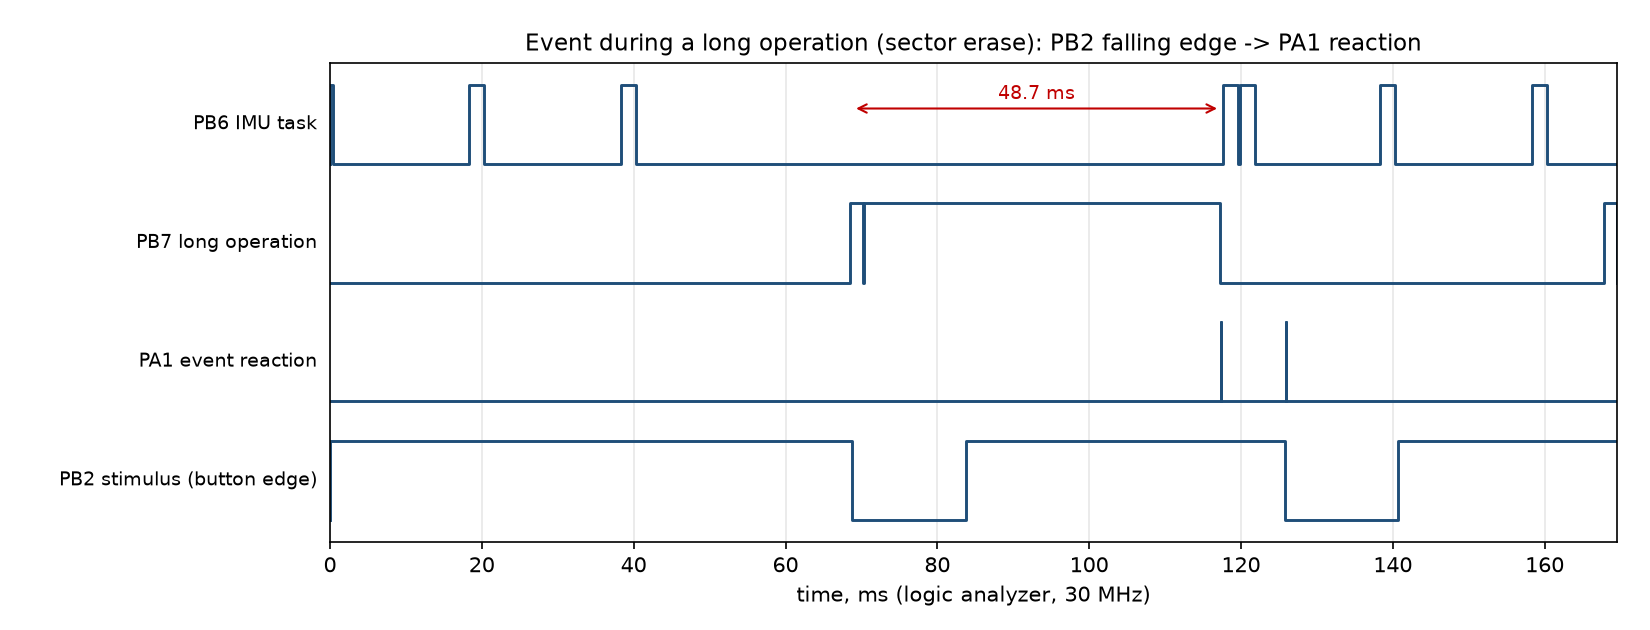 Event during a long operation (sector erase): PB2 falling edge -> PA1 reaction
48.7 ms
PB6 IMU task
PB7 long operation
PA1 event reaction
PB2 stimulus (button edge)
0 20 40 60 80 100 120 140 160
time, ms (logic analyzer, 30 MHz)